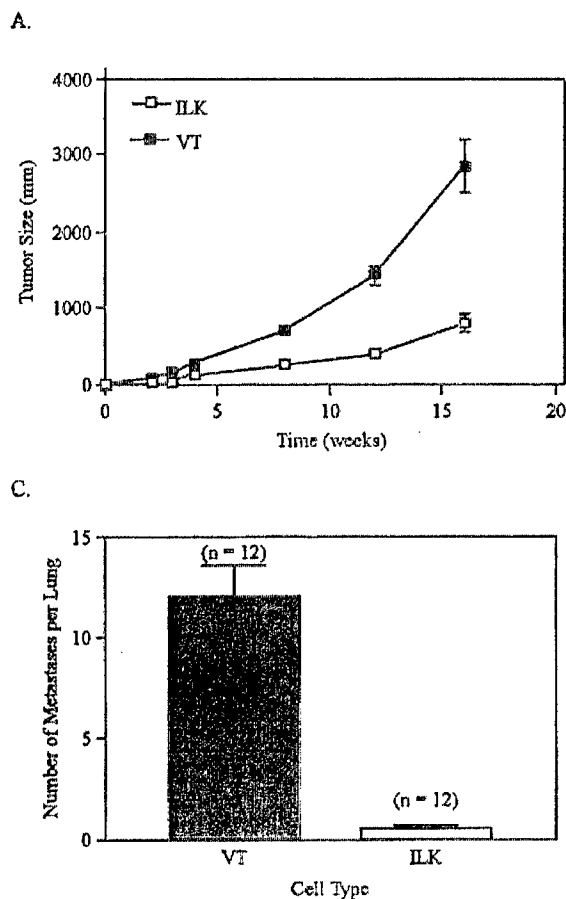 A.
4000
3000
2000
1000
0
Tumor Size (mm)
ILK
VT
0 5 10 15 20
Time (weeks)
C.
15
10
5
0
Number of Metastases per Lung
(n = 12)
(n = 12)
VT ILK
Cell Type